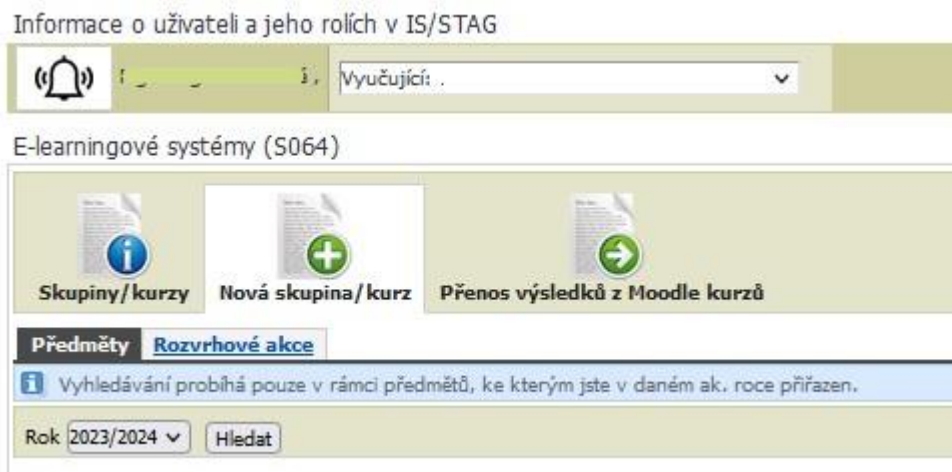 Informace o uživateli a jeho rolích v IS/STAG
Vyučující: .
E-learningové systémy (S064)
Skupiny/kurzy Nová skupina/kurz Přenos výsledků z Moodle kurzů
Předměty Rozvrhové akce
Vyhledávání probíhá pouze v rámci předmětů, ke kterým jste v daném ak. roce přiřazen.
Rok 2023/2024 Hledat